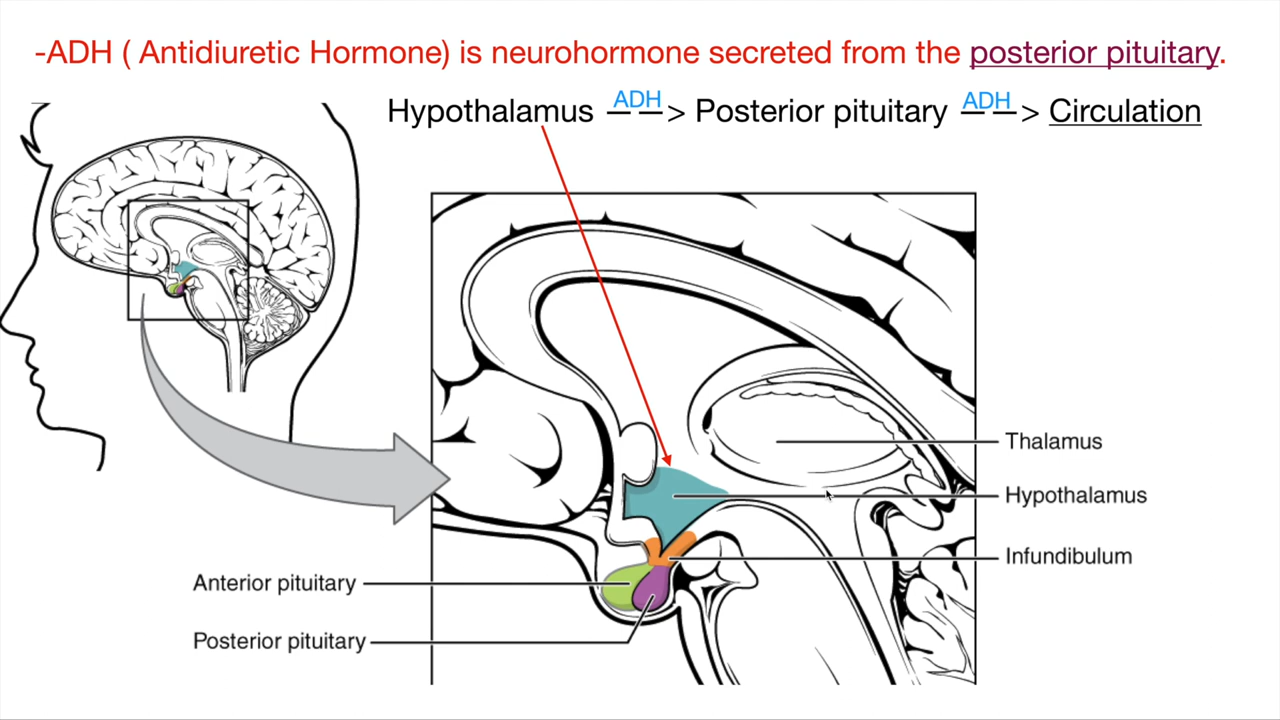 -ADH ( Antidiuretic Hormone) is neurohormone secreted from the posterior pituitary.
Hypothalamus — ADH —> Posterior pituitary — ADH —> Circulation
Thalamus
Hypothalamus
Infundibulum
Anterior pituitary
Posterior pituitary